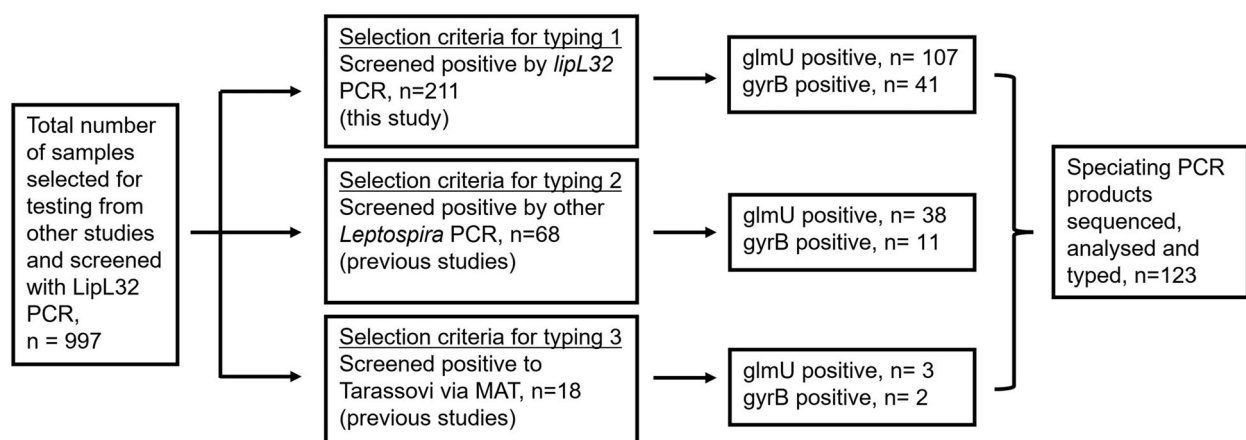 Total number
of samples
selected for
testing from
other studies
and screened
with LipL32
PCR,
n = 997
Selection criteria for typing 1
Screened positive by lipL32
PCR, n=211
(this study)
glmU positive, n= 107
gyrB positive, n= 41
Selection criteria for typing 2
Screened positive by other
Leptospira PCR, n=68
(previous studies)
glmU positive, n= 38
gyrB positive, n= 11
Selection criteria for typing 3
Screened positive to
Tarassovi via MAT, n=18
(previous studies)
glmU positive, n= 3
gyrB positive, n= 2
Speciating PCR
products
sequenced,
analysed and
typed, n=123